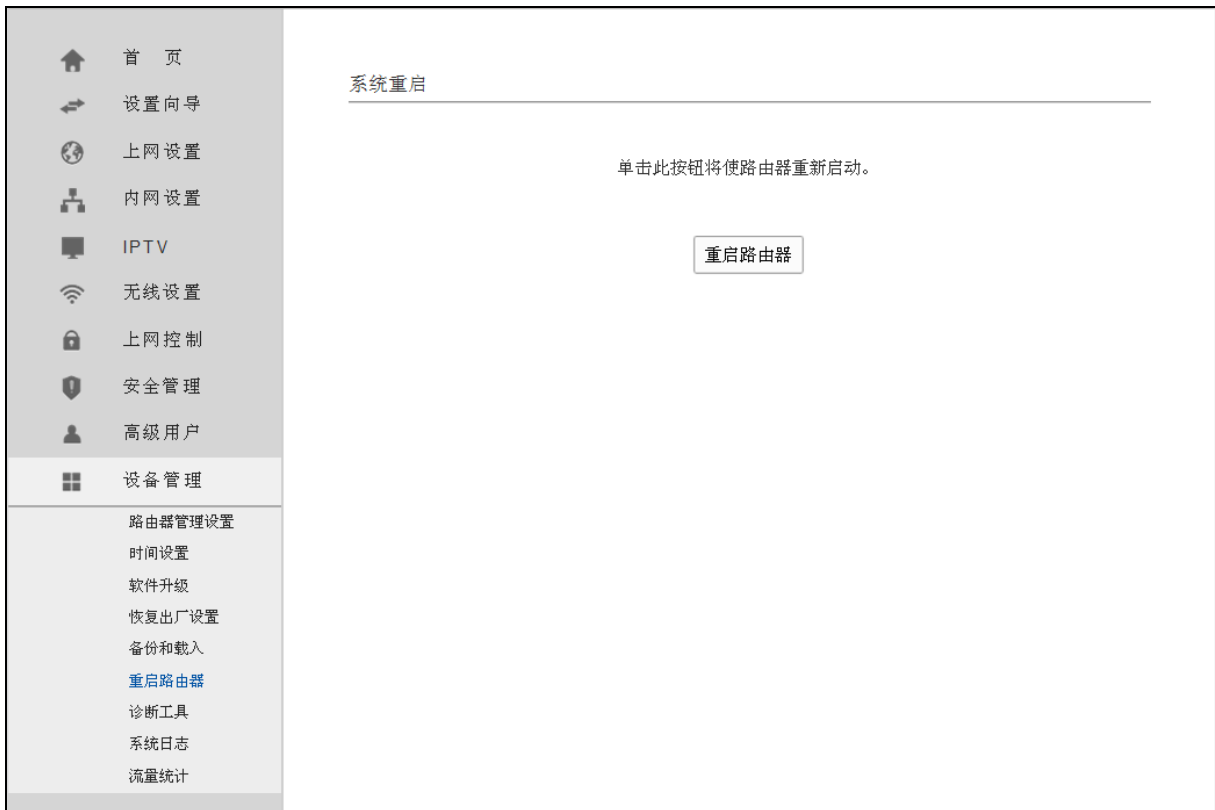 首 页
设置向导
上网设置
内网设置
IPTV
无线设置
上网控制
安全管理
高级用户
设备管理
路由器管理设置
时间设置
软件升级
恢复出厂设置
备份和载入
重启路由器
诊断工具
系统日志
流量统计
系统重启
单击此按钮将使路由器重新启动。
重启路由器